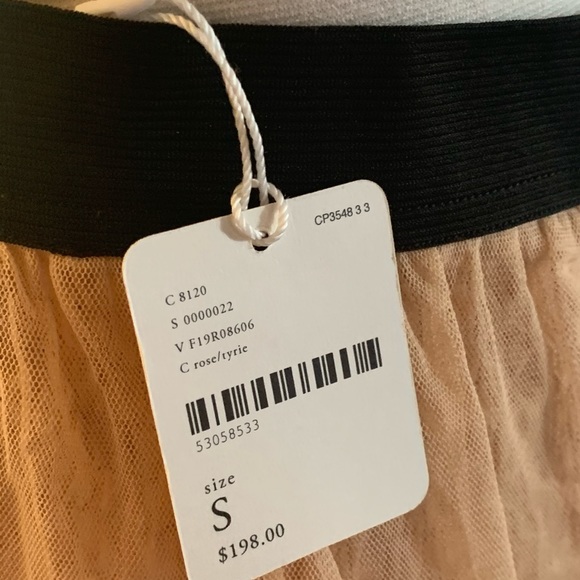 CP3548 3 3
C 8120
S 0000022
V F19R08606
C rose/tyrie
53058533
size
S
$198.00